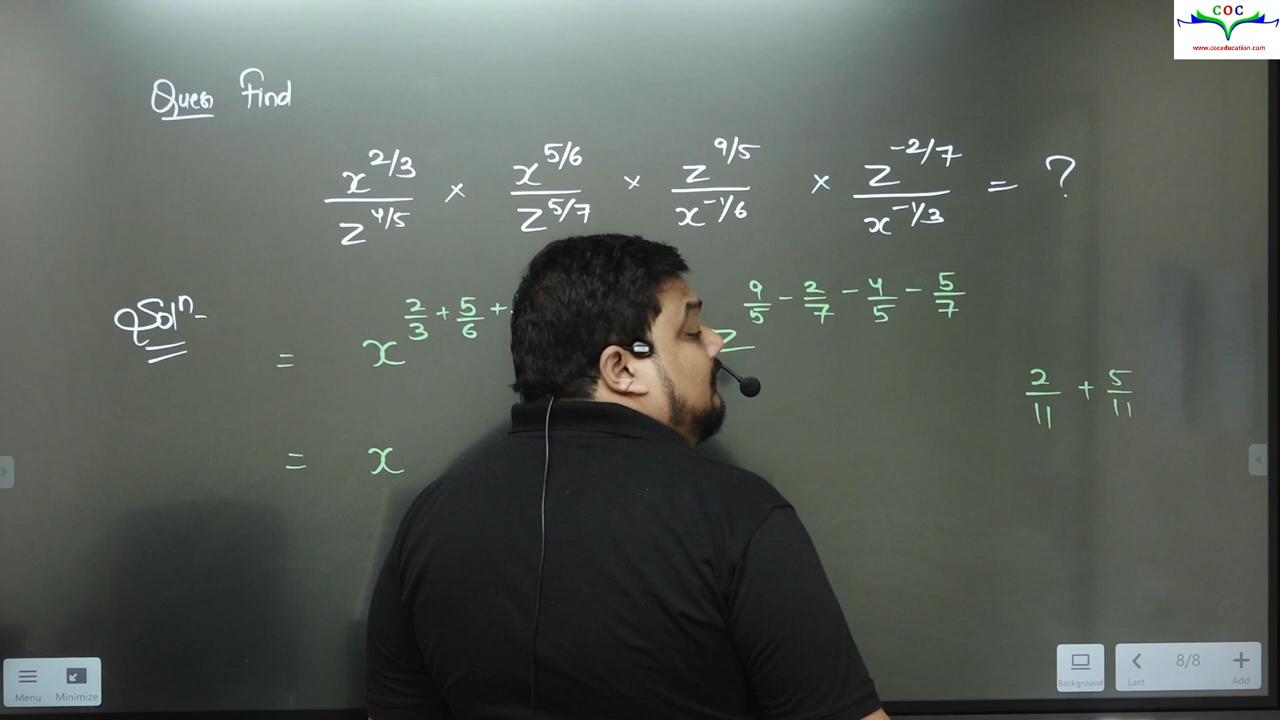 COC
www.coceducation.com
Ques Find
x^{2/3}/z^{4/5} × x^{5/6}/z^{5/7} × z^{9/5}/x^{-1/6} × z^{-2/7}/x^{-1/3} = ?
Solⁿ-
= x^{2/3 + 5/6 +} z^{9/5 - 2/7 - 4/5 - 5/7}
2/11 + 5/11
= x
Menu
Minimize
Background
Last
8/8
Add